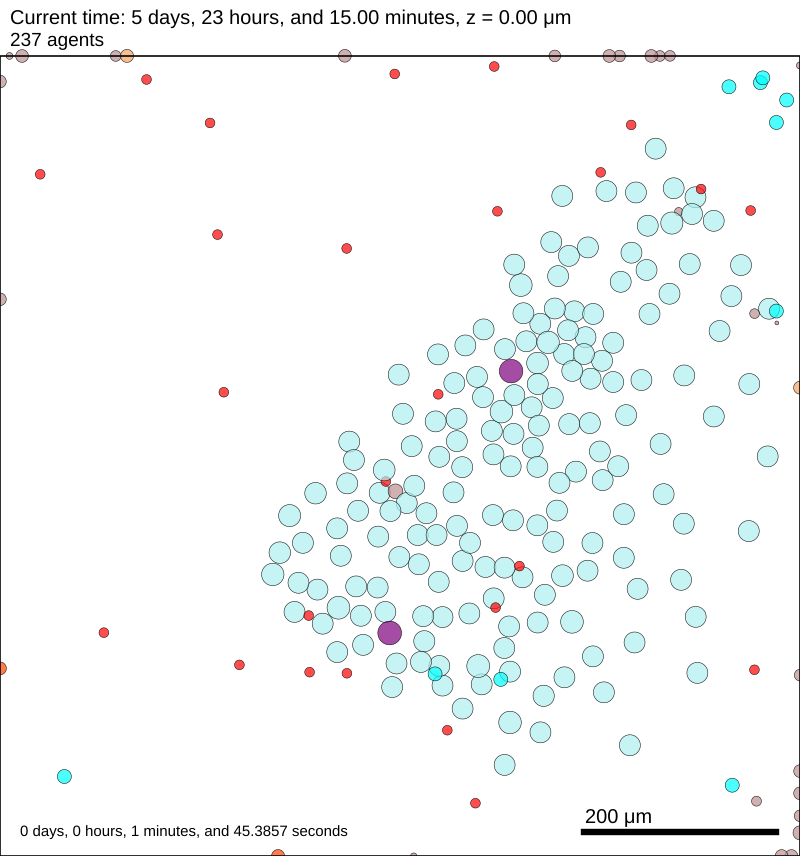 Current time: 5 days, 23 hours, and 15.00 minutes, z = 0.00 μm
237 agents
200 μm
0 days, 0 hours, 1 minutes, and 45.3857 seconds